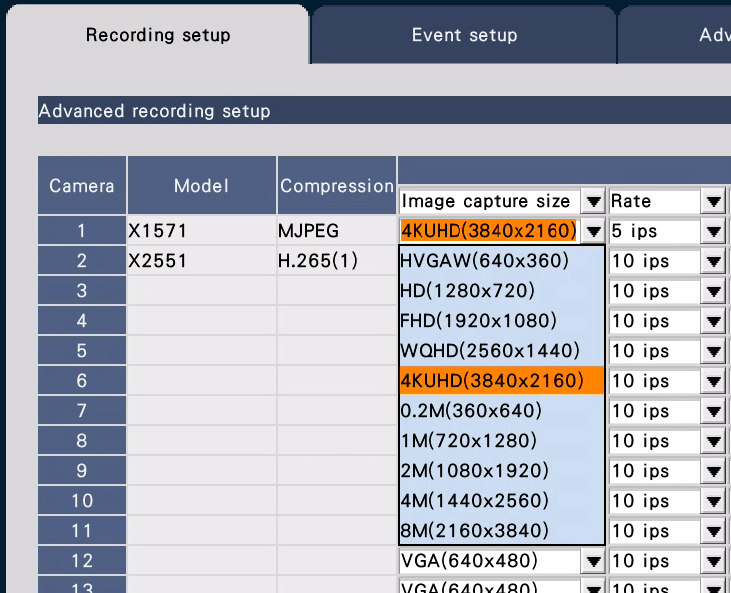 Recording setup Event setup Adv
Advanced recording setup
Camera Model Compression
Image capture size Rate
1 X1571 MJPEG 4KUHD(3840x2160) 5 ips
2 X2551 H.265(1) HVGAW(640x360) 10 ips
3 HD(1280x720) 10 ips
4 FHD(1920x1080) 10 ips
5 WQHD(2560x1440) 10 ips
6 4KUHD(3840x2160) 10 ips
7 0.2M(360x640) 10 ips
8 1M(720x1280) 10 ips
9 2M(1080x1920) 10 ips
10 4M(1440x2560) 10 ips
11 8M(2160x3840) 10 ips
12 VGA(640x480) 10 ips
13 VGA(640x480) 10 ips